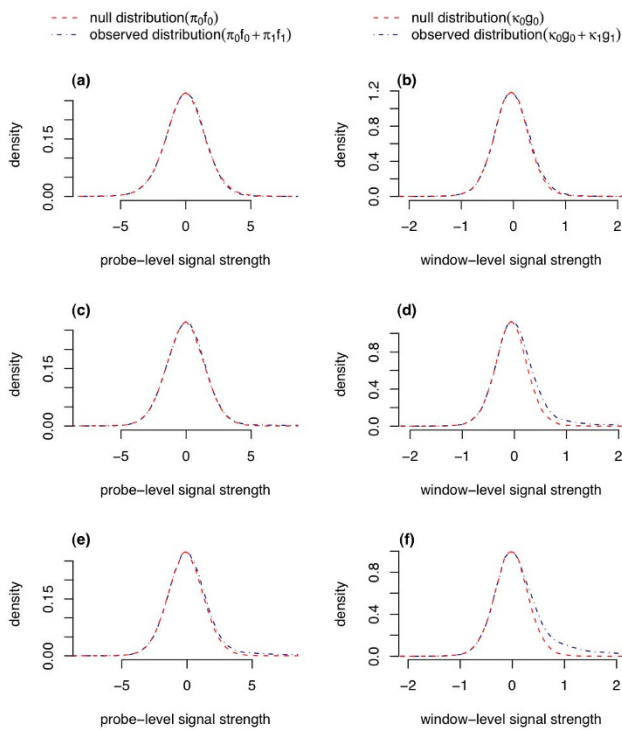 null distribution(π₀f₀)
observed distribution(π₀f₀ + π₁f₁)
null distribution(κ₀g₀)
observed distribution(κ₀g₀ + κ₁g₁)
(a)
density
0.00 0.15
−5 0 5
probe−level signal strength
(b)
density
0.0 0.4 0.8 1.2
−2 −1 0 1 2
window−level signal strength
(c)
density
0.00 0.15
−5 0 5
probe−level signal strength
(d)
density
0.0 0.4 0.8
−2 −1 0 1 2
window−level signal strength
(e)
density
0.00 0.15
−5 0 5
probe−level signal strength
(f)
density
0.0 0.4 0.8
−2 −1 0 1 2
window−level signal strength